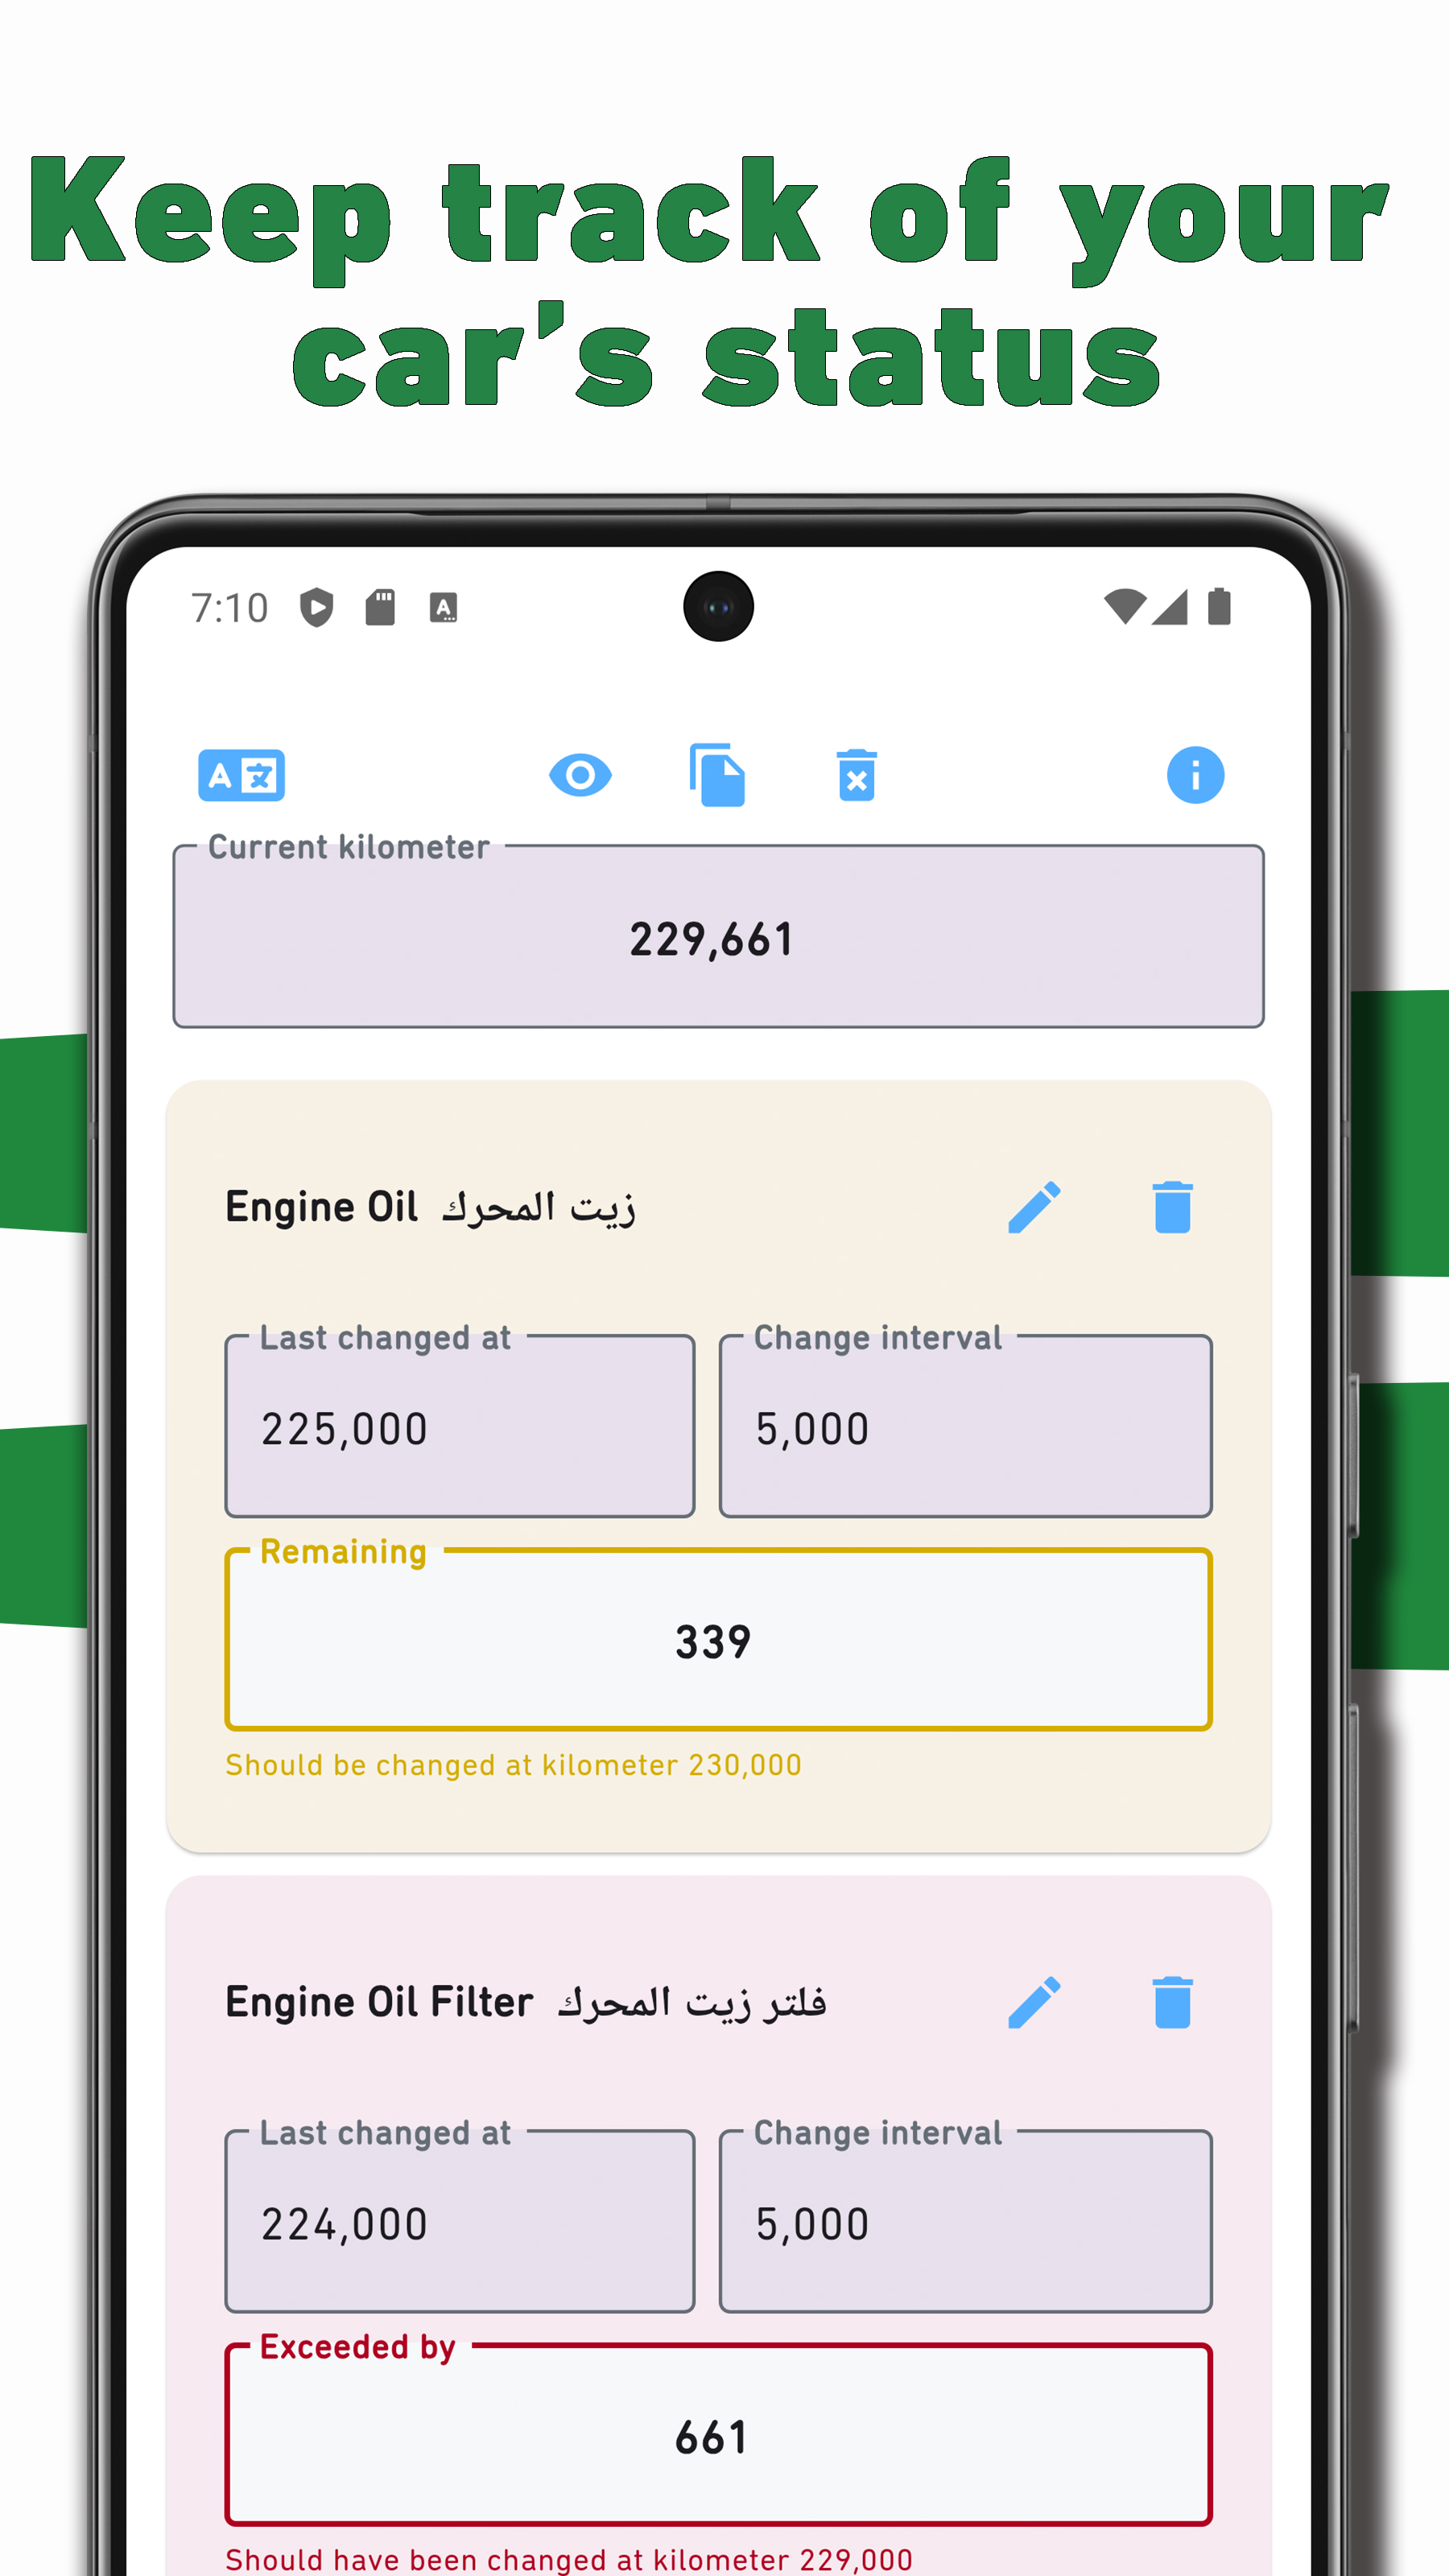 Keep track of your
car’s status
7:10
Current kilometer
229,661
Engine Oil زيت المحرك
Last changed at Change interval
225,000 5,000
Remaining
339
Should be changed at kilometer 230,000
Engine Oil Filter فلتر زيت المحرك
Last changed at Change interval
224,000 5,000
Exceeded by
661
Should have been changed at kilometer 229,000